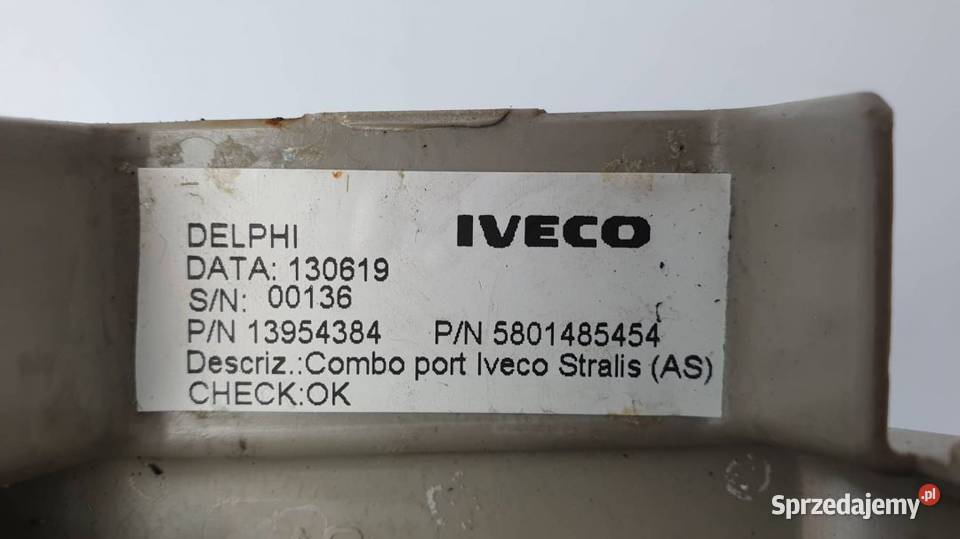 DELPHI IVECO
DATA: 130619
S/N: 00136
P/N 13954384 P/N 5801485454
Descriz.:Combo port Iveco Stralis (AS)
CHECK:OK
Sprzedajemy.pl